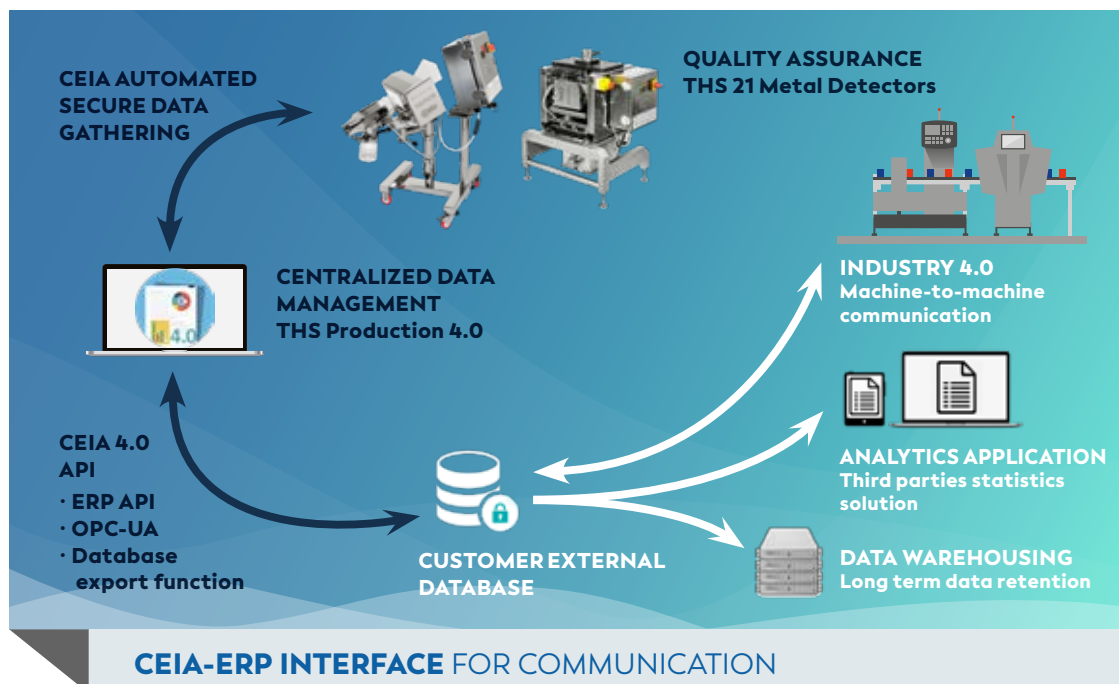 CEIA AUTOMATED
SECURE DATA
GATHERING
QUALITY ASSURANCE
THS 21 Metal Detectors
CENTRALIZED DATA
MANAGEMENT
THS Production 4.0
4.0
INDUSTRY 4.0
Machine-to-machine
communication
CEIA 4.0
API
· ERP API
· OPC-UA
· Database
export function
CUSTOMER EXTERNAL
DATABASE
ANALYTICS APPLICATION
Third parties statistics
solution
DATA WAREHOUSING
Long term data retention
CEIA-ERP INTERFACE FOR COMMUNICATION